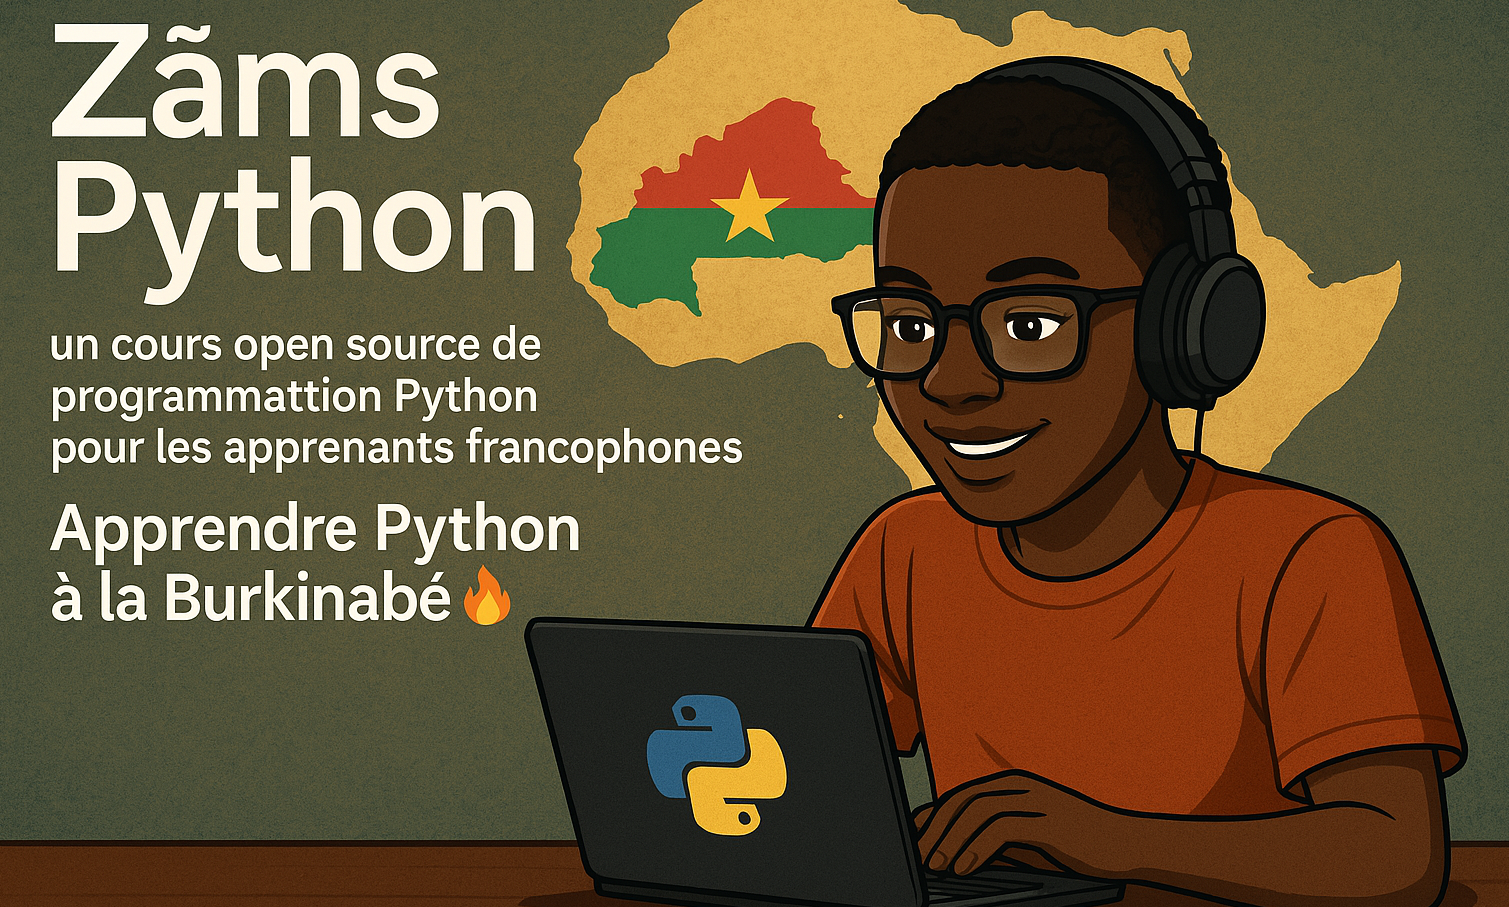 Zãms
Python
un cours open source de
programmattion Python
pour les apprenants francophones
Apprendre Python
à la Burkinabé🔥